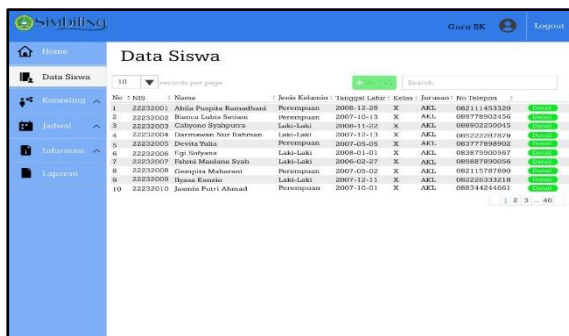 Simbiling
Guru BK Logout
Home
Data Siswa
Konseling
Jadwal
Informasi
Laporan
Data Siswa
10 records per page Search
No NIS Nama Jenis Kelamin Tanggal Lahir Kelas Jurusan No Telepon
1 22232001 Abila Puspita Ramadhani Perempuan 2008-12-28 X AKL 082111453320 Detail
2 22232002 Bianca Lubis Setiani Perempuan 2007-10-13 X AKL 089778902456 Detail
3 22232003 Cahyono Syahputra Laki-Laki 2008-11-22 X AKL 088902250045 Detail
4 22232004 Darmawan Nur Rahman Laki-Laki 2007-12-13 X AKL 085222287878 Detail
5 22232005 Devita Yulia Perempuan 2007-05-05 X AKL 083777898902 Detail
6 22232006 Egi Sofyana Laki-Laki 2008-01-01 X AKL 083879000567 Detail
7 22232007 Fahmi Maulana Syah Laki-Laki 2006-02-27 X AKL 089887890056 Detail
8 22232008 Gempita Maharani Perempuan 2007-09-02 X AKL 082115787890 Detail
9 22232009 Ilyasa Kenzio Laki-Laki 2007-12-11 X AKL 082226333218 Detail
10 22232010 Jasmin Putri Ahmad Perempuan 2007-10-01 X AKL 088344244661 Detail
1 2 3 ... 40